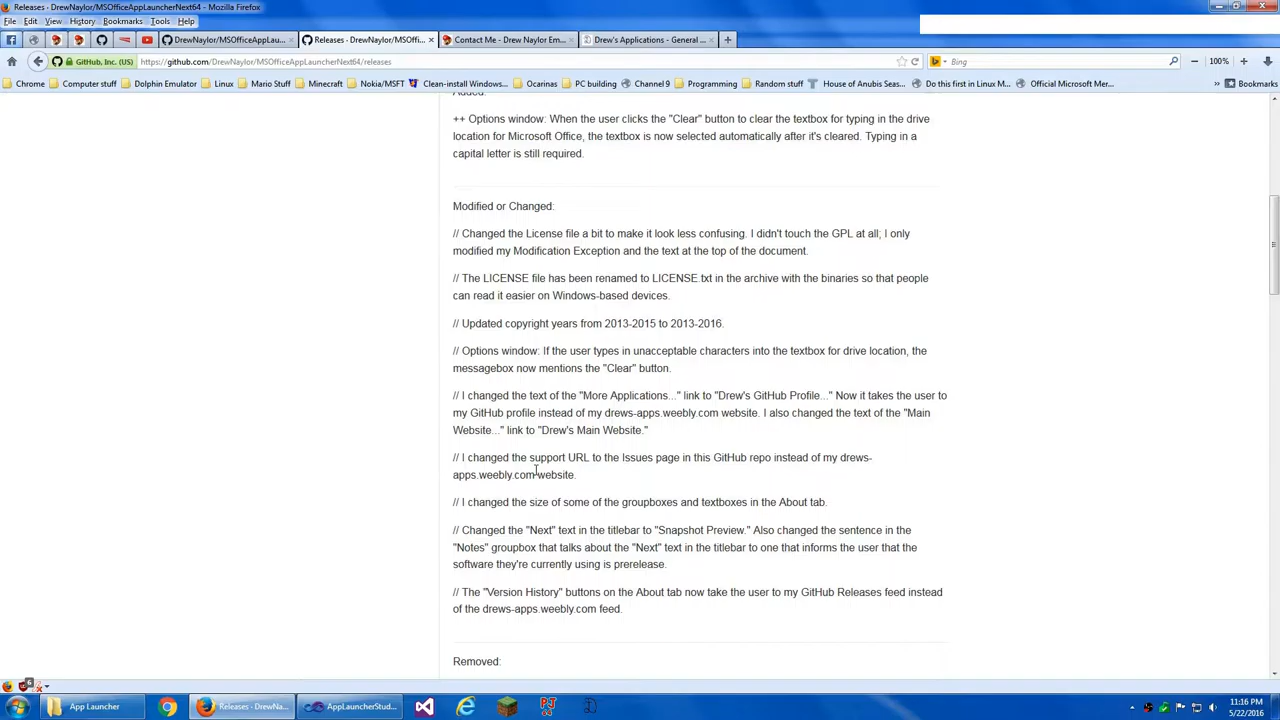 Releases - DrewNaylor/MSOfficeAppLauncherNext64 - Mozilla Firefox
File Edit View History Bookmarks Tools Help
DrewNaylor/MSOfficeAppLau... × Releases - DrewNaylor/MSOffi... × Contact Me - Drew Naylor Em... × Drew's Applications - General ... × +
GitHub, Inc. (US) https://github.com/DrewNaylor/MSOfficeAppLauncherNext64/releases Bing 100%
Chrome Computer stuff Dolphin Emulator Linux Mario Stuff Minecraft Nokia/MSFT Clean-install Windows... Ocarinas PC building Channel 9 Programming Random stuff House of Anubis Seas... Do this first in Linux M... Official Microsoft Mer... » Bookmarks
Added:
++ Options window: When the user clicks the "Clear" button to clear the textbox for typing in the drive
location for Microsoft Office, the textbox is now selected automatically after it's cleared. Typing in a
capital letter is still required.
Modified or Changed:
// Changed the License file a bit to make it look less confusing. I didn't touch the GPL at all; I only
modified my Modification Exception and the text at the top of the document.
// The LICENSE file has been renamed to LICENSE.txt in the archive with the binaries so that people
can read it easier on Windows-based devices.
// Updated copyright years from 2013-2015 to 2013-2016.
// Options window: If the user types in unacceptable characters into the textbox for drive location, the
messagebox now mentions the "Clear" button.
// I changed the text of the "More Applications..." link to "Drew's GitHub Profile..." Now it takes the user to
my GitHub profile instead of my drews-apps.weebly.com website. I also changed the text of the "Main
Website..." link to "Drew's Main Website."
// I changed the support URL to the Issues page in this GitHub repo instead of my drews-
apps.weebly.com website.
// I changed the size of some of the groupboxes and textboxes in the About tab.
// Changed the "Next" text in the titlebar to "Snapshot Preview." Also changed the sentence in the
"Notes" groupbox that talks about the "Next" text in the titlebar to one that informs the user that the
software they're currently using is prerelease.
// The "Version History" buttons on the About tab now take the user to my GitHub Releases feed instead
of the drews-apps.weebly.com feed.
Removed:
6
App Launcher Releases - DrewNa... AppLauncherStud...
11:16 PM
5/22/2016